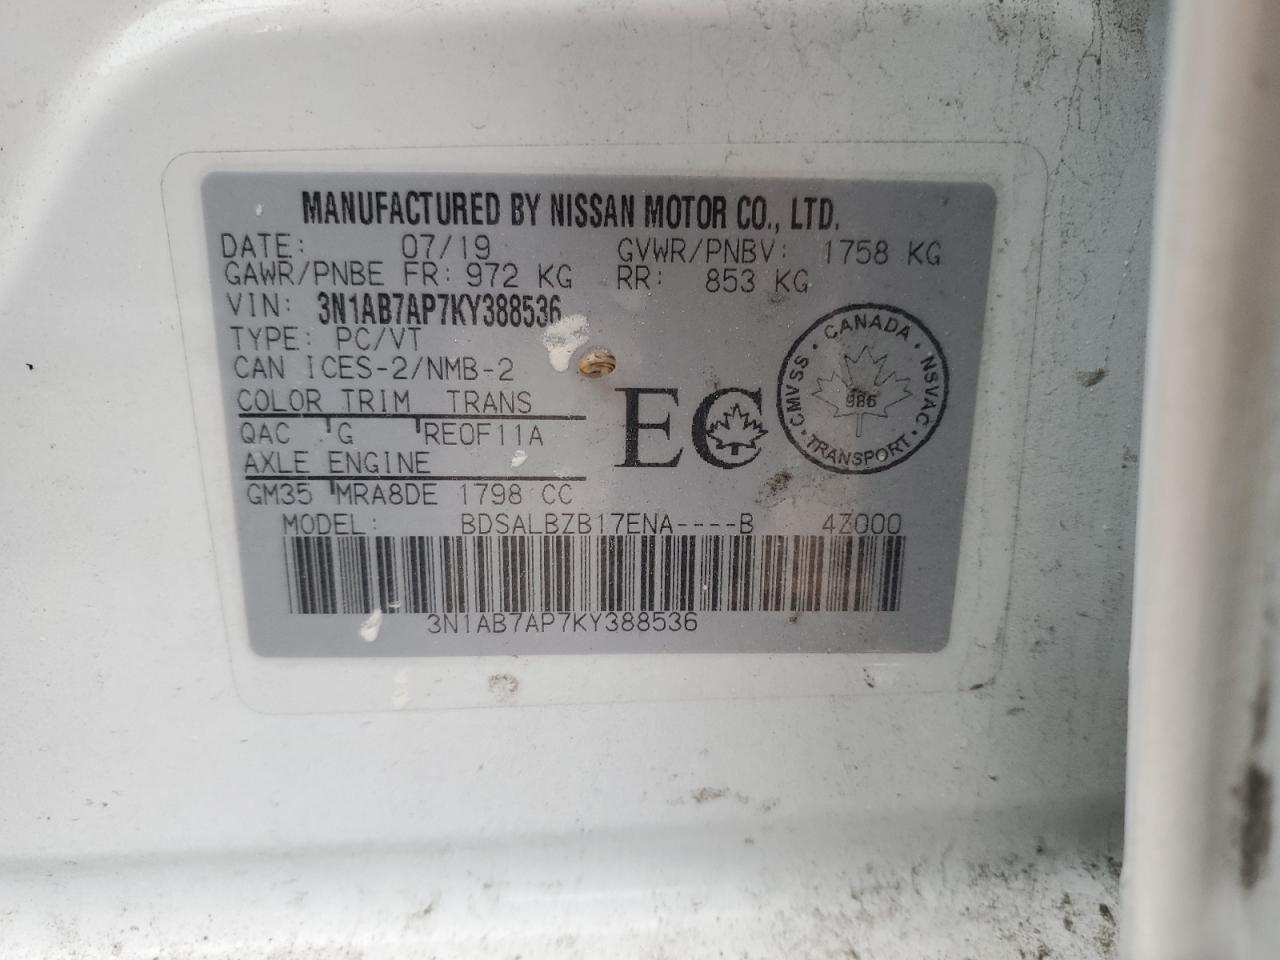 MANUFACTURED BY NISSAN MOTOR CO., LTD.
DATE: 07/19 GVWR/PNBV: 1758 KG
GAWR/PNBE FR: 972 KG RR: 853 KG
VIN: 3N1AB7AP7KY388536
TYPE: PC/VT
CAN ICES-2/NMB-2
COLOR TRIM TRANS
QAC G RE0F11A
AXLE ENGINE
GM35 MRA8DE 1798 CC
EC
CANADA · NSVAC · TRANSPORT · CMVSS ·
986
MODEL: BDSALBZB17ENA----B 4Z000
3N1AB7AP7KY388536